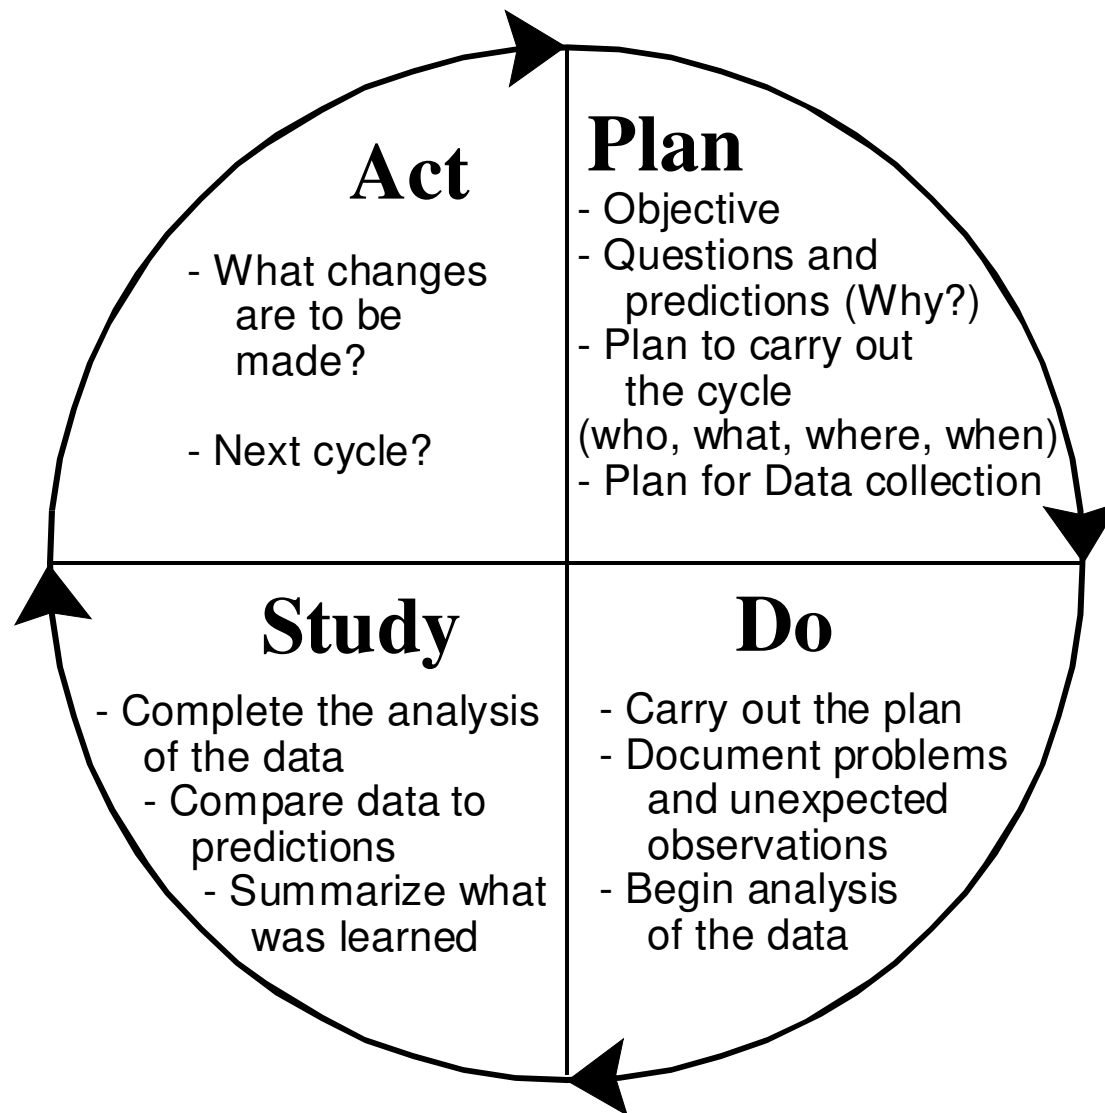 Plan
- Objective
- Questions and
predictions (Why?)
- Plan to carry out
the cycle
(who, what, where, when)
- Plan for Data collection
Do
- Carry out the plan
- Document problems
and unexpected
observations
- Begin analysis
of the data
Study
- Complete the analysis
of the data
- Compare data to
predictions
- Summarize what
was learned
Act
- What changes
are to be
made?
- Next cycle?